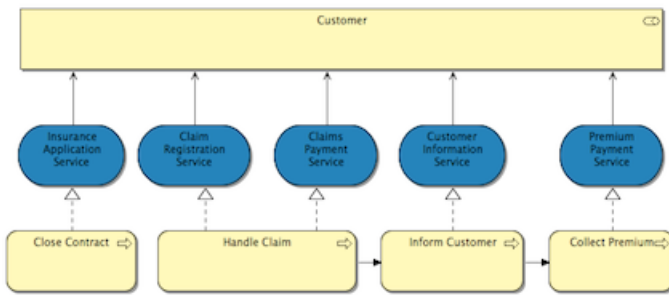 Customer
Insurance
Application
Service
Claim
Registration
Service
Claims
Payment
Service
Customer
Information
Service
Premium
Payment
Service
Close Contract
Handle Claim
Inform Customer
Collect Premium